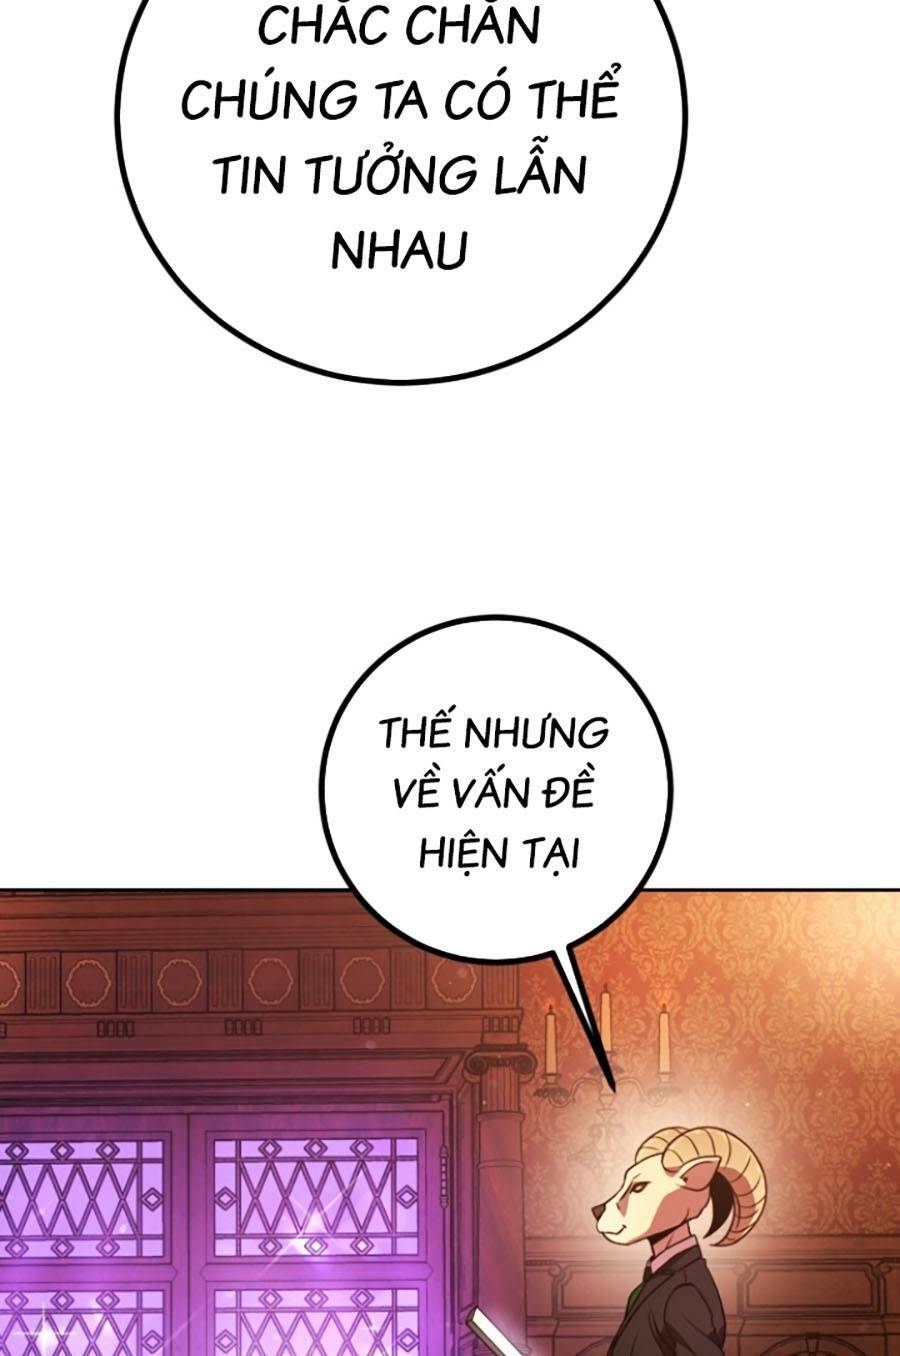 CHẮC CHẮN
CHÚNG TA CÓ THỂ
TIN TƯỞNG LẪN
NHAU
THẾ NHƯNG
VỀ VẤN ĐỀ
HIỆN TẠI